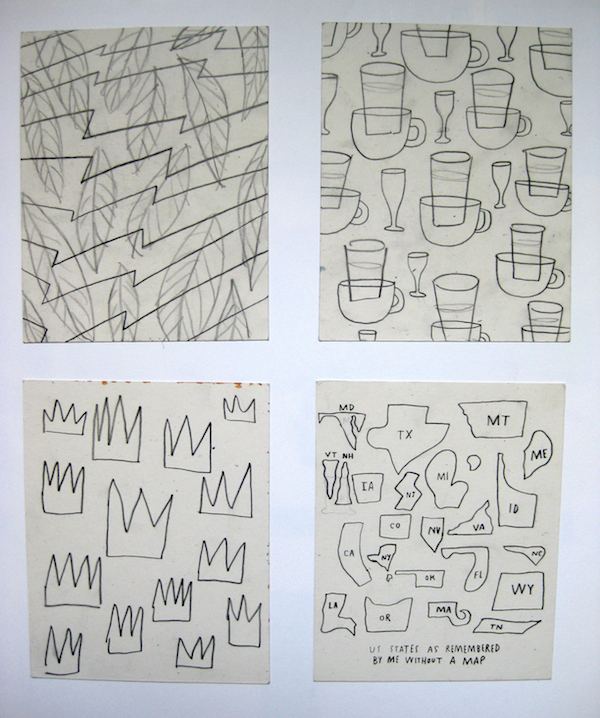 MD
TX
MT
ME
VT NH
IA
NJ
MI
ID
CO
NV
VA
CA
NY
OK
FL
NC
WY
LA
OR
MA
TN
US STATES AS REMEMBERED
BY ME WITHOUT A MAP